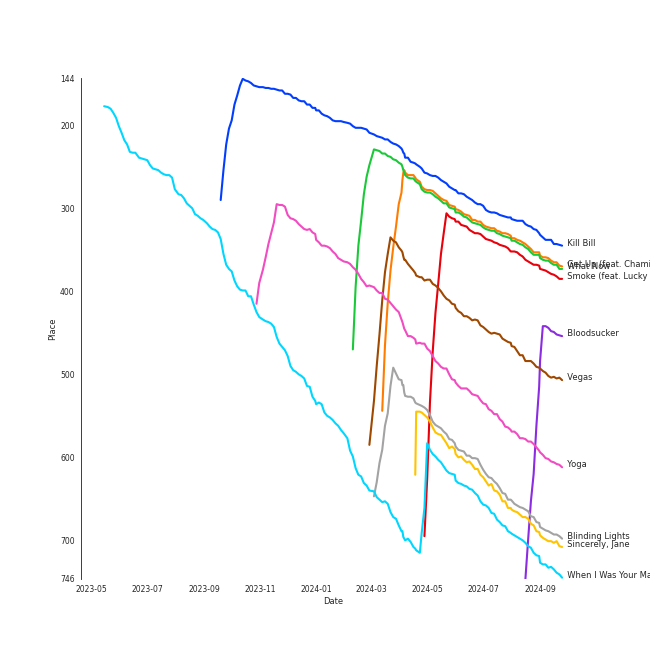 144
200
300
400
500
600
700
746
Place
2023-05
2023-07
2023-09
2023-11
2024-01
2024-03
2024-05
2024-07
2024-09
Date
Kill Bill
Get Up (feat. Chami
What Now
Smoke (feat. Lucky
Bloodsucker
Vegas
Yoga
Blinding Lights
Sincerely, Jane
When I Was Your Ma